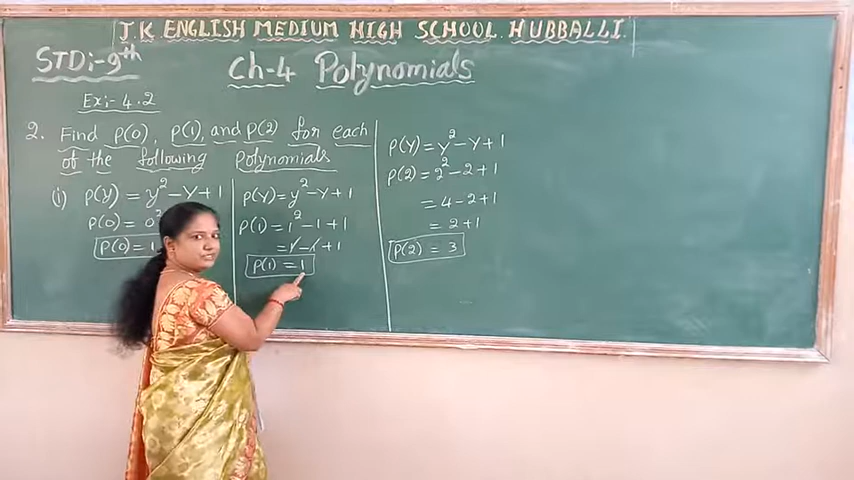 J.K ENGLISH MEDIUM HIGH SCHOOL HUBBALLI.
STD:-9th
Ch-4 Polynomials
Ex:-4.2
2. Find P(0), P(1), and P(2) for each
of the following Polynomials
(i) P(y) = y²-y+1
P(0) = 0²
P(0) = 1
P(y) = y²-y+1
P(1) = 1²-1+1
= 1-1+1
P(1) = 1
P(y) = y²-y+1
P(2) = 2²-2+1
= 4-2+1
= 2+1
P(2) = 3